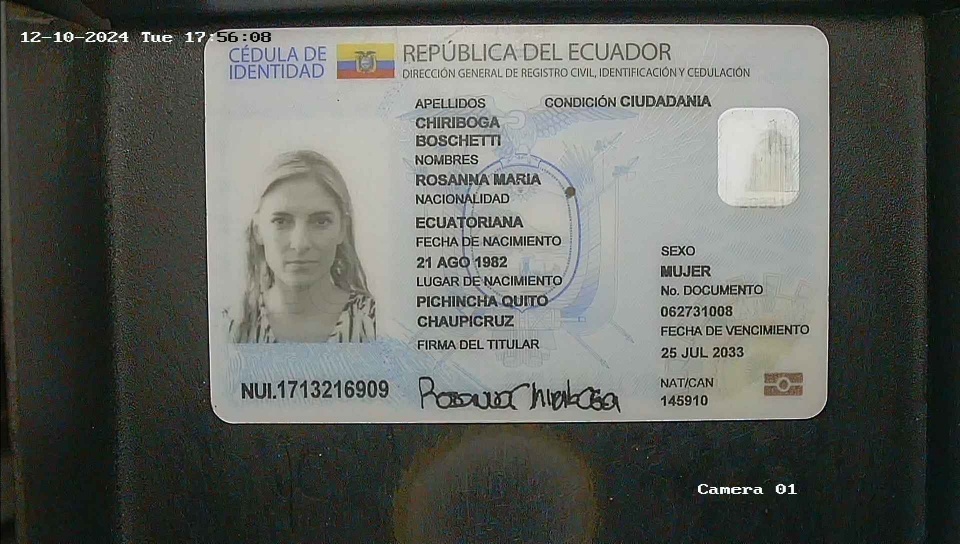 12-10-2024 Tue 17:56:08
CÉDULA DE
IDENTIDAD
REPÚBLICA DEL ECUADOR
DIRECCIÓN GENERAL DE REGISTRO CIVIL, IDENTIFICACIÓN Y CEDULACIÓN
APELLIDOS
CHIRIBOGA
BOSCHETTI
NOMBRES
ROSANNA MARIA
NACIONALIDAD
ECUATORIANA
FECHA DE NACIMIENTO
21 AGO 1982
LUGAR DE NACIMIENTO
PICHINCHA QUITO
CHAUPICRUZ
FIRMA DEL TITULAR
CONDICIÓN CIUDADANIA
SEXO
MUJER
No. DOCUMENTO
062731008
FECHA DE VENCIMIENTO
25 JUL 2033
NAT/CAN
145910
NUI.1713216909
Rosanna Chiriboga
Camera 01